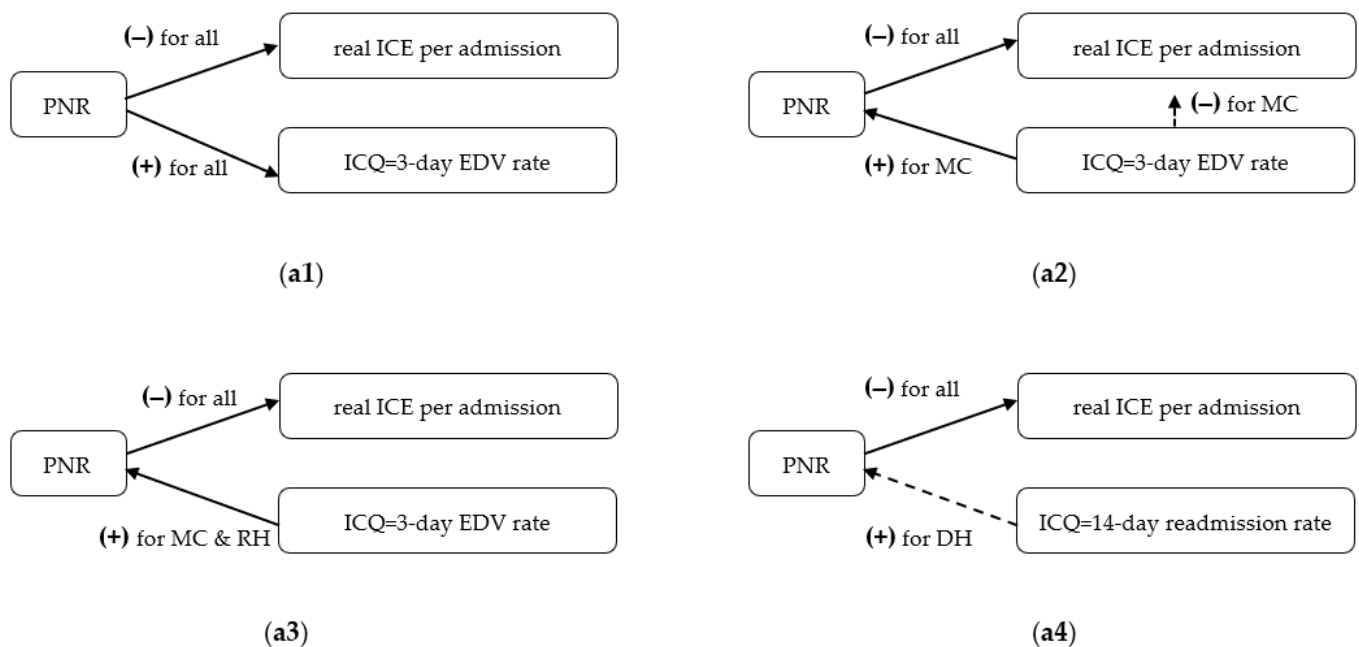 (–) for all
real ICE per admission
PNR
(+) for all
ICQ=3-day EDV rate
(a1)
(–) for all
real ICE per admission
PNR
(–) for MC
(+) for MC
ICQ=3-day EDV rate
(a2)
(–) for all
real ICE per admission
PNR
(+) for MC & RH
ICQ=3-day EDV rate
(a3)
(–) for all
real ICE per admission
PNR
(+) for DH
ICQ=14-day readmission rate
(a4)